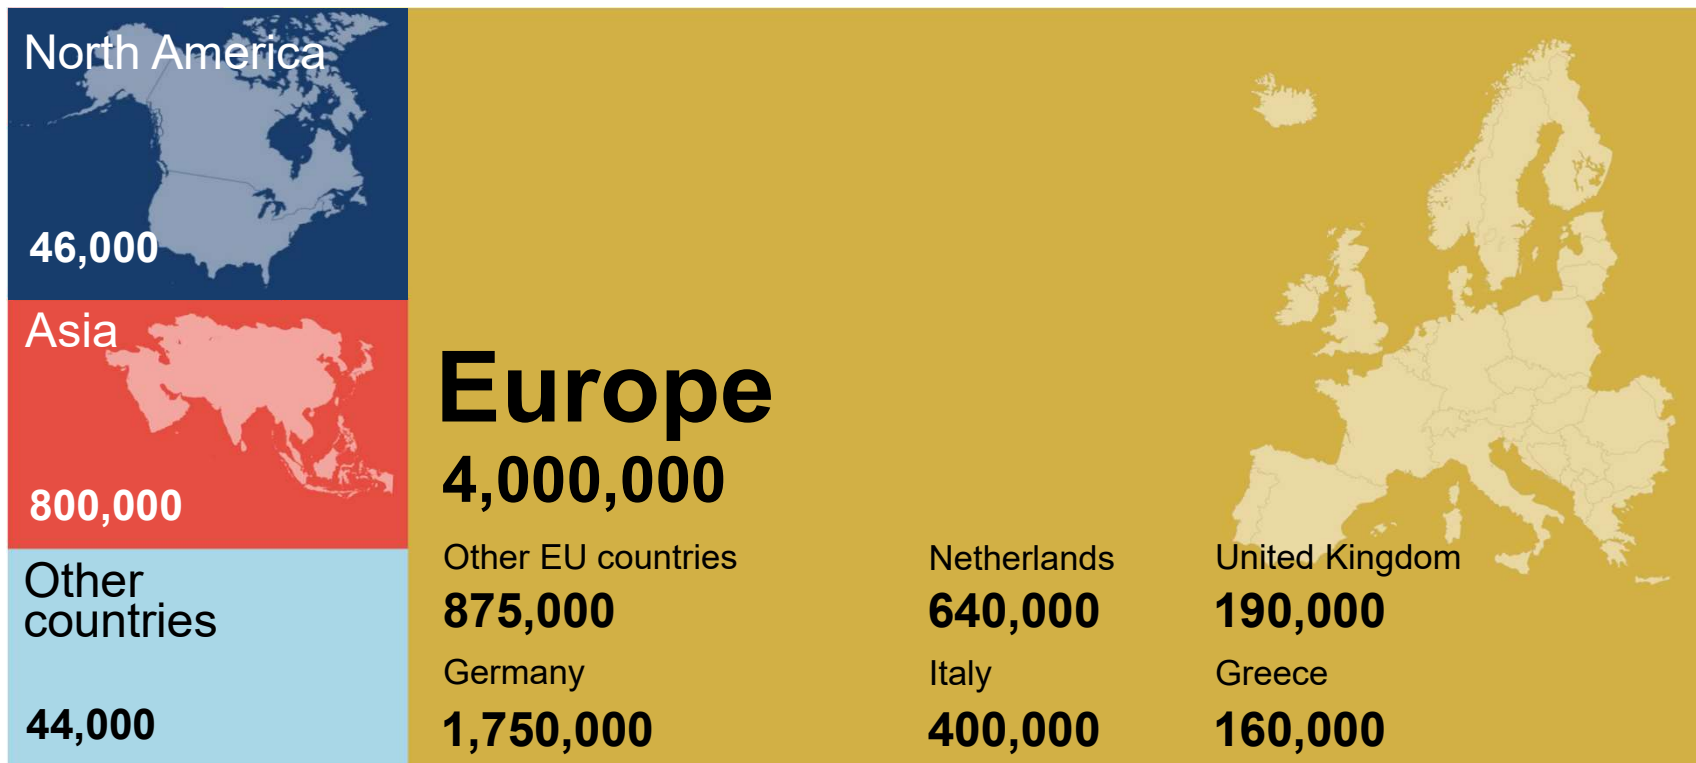 North America
46,000
Asia
800,000
Other
countries
44,000
Europe
4,000,000
Other EU countries
875,000
Netherlands
640,000
United Kingdom
190,000
Germany
1,750,000
Italy
400,000
Greece
160,000